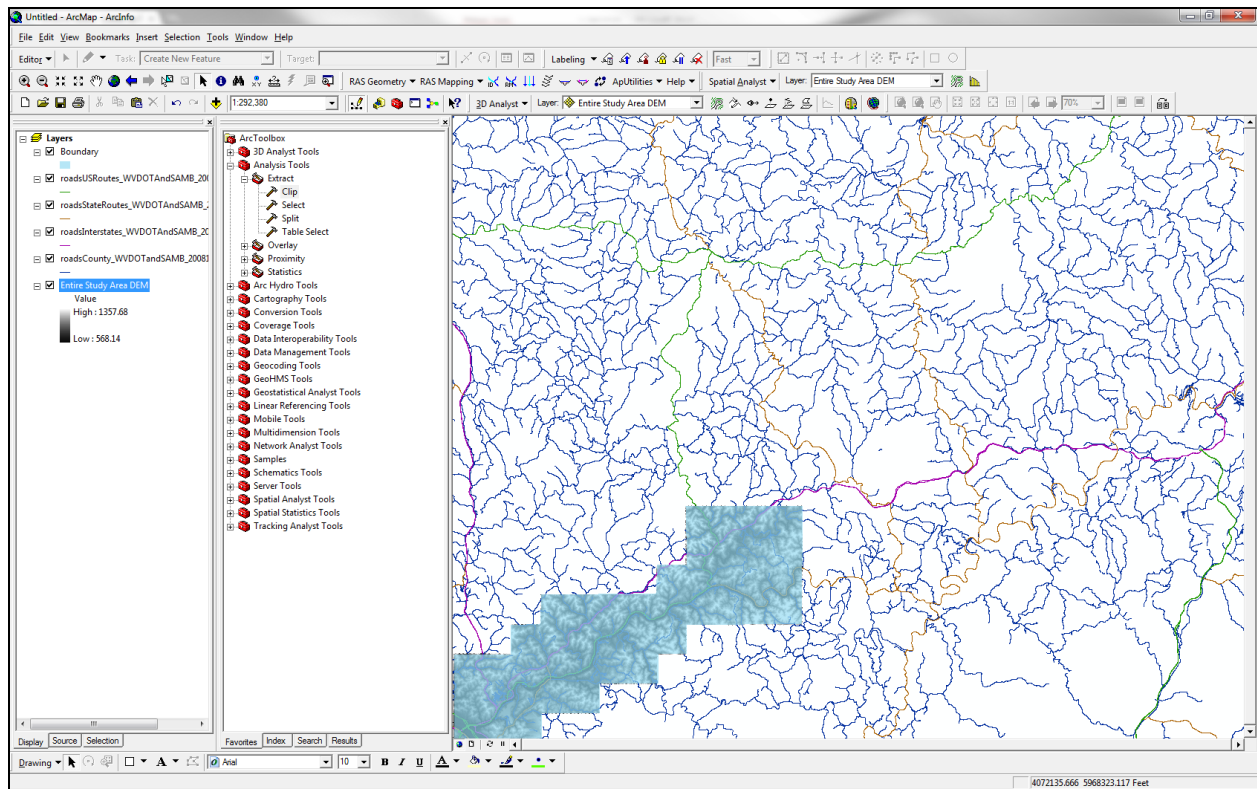 Untitled - ArcMap - ArcInfo
File Edit View Bookmarks Insert Selection Tools Window Help
Editor Task: Create New Feature Target: Labeling Fast
RAS Geometry RAS Mapping ApUtilities Help Spatial Analyst Layer: Entire Study Area DEM
1:292,380 3D Analyst Layer: Entire Study Area DEM 70%
Layers
Boundary
roadsUSRoutes_WVDOTAndSAMB_200
roadsStateRoutes_WVDOTAndSAMB_
roadsInterstates_WVDOTAndSAMB_20
roadsCounty_WVDOTandSAMB_20081
Entire Study Area DEM
Value
High : 1357.68
Low : 568.14
Display Source Selection
ArcToolbox
3D Analyst Tools
Analysis Tools
Extract
Clip
Select
Split
Table Select
Overlay
Proximity
Statistics
Arc Hydro Tools
Cartography Tools
Conversion Tools
Coverage Tools
Data Interoperability Tools
Data Management Tools
Geocoding Tools
GeoHMS Tools
Geostatistical Analyst Tools
Linear Referencing Tools
Mobile Tools
Multidimension Tools
Network Analyst Tools
Samples
Schematics Tools
Server Tools
Spatial Analyst Tools
Spatial Statistics Tools
Tracking Analyst Tools
Favorites Index Search Results
Drawing A Arial 10 B I U A
4072135.666 5968323.117 Feet